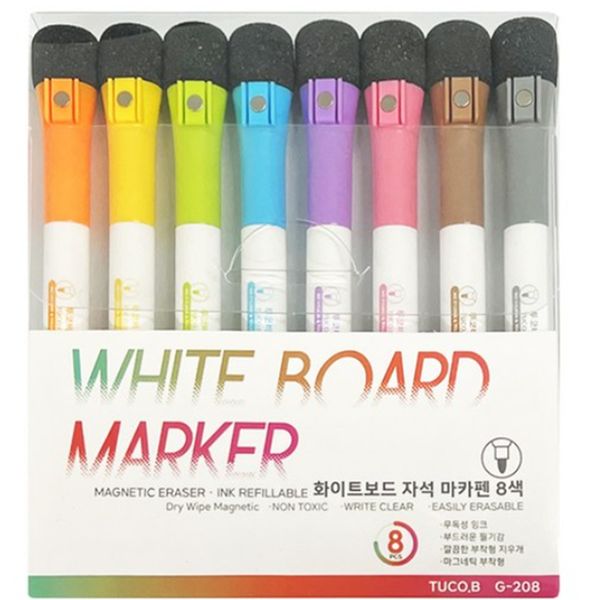 WHITE BOARD
MARKER
MAGNETIC ERASER · INK REFILLABLE 화이트보드 자석 마카펜 8색
Dry Wipe Magnetic · NON TOXIC · WRITE CLEAR · EASILY ERASABLE
8
PCS
·무독성 잉크
·부드러운 필기감
·깔끔한 부착형 지우개
·마그네틱 부착형
TUCO,B G-208